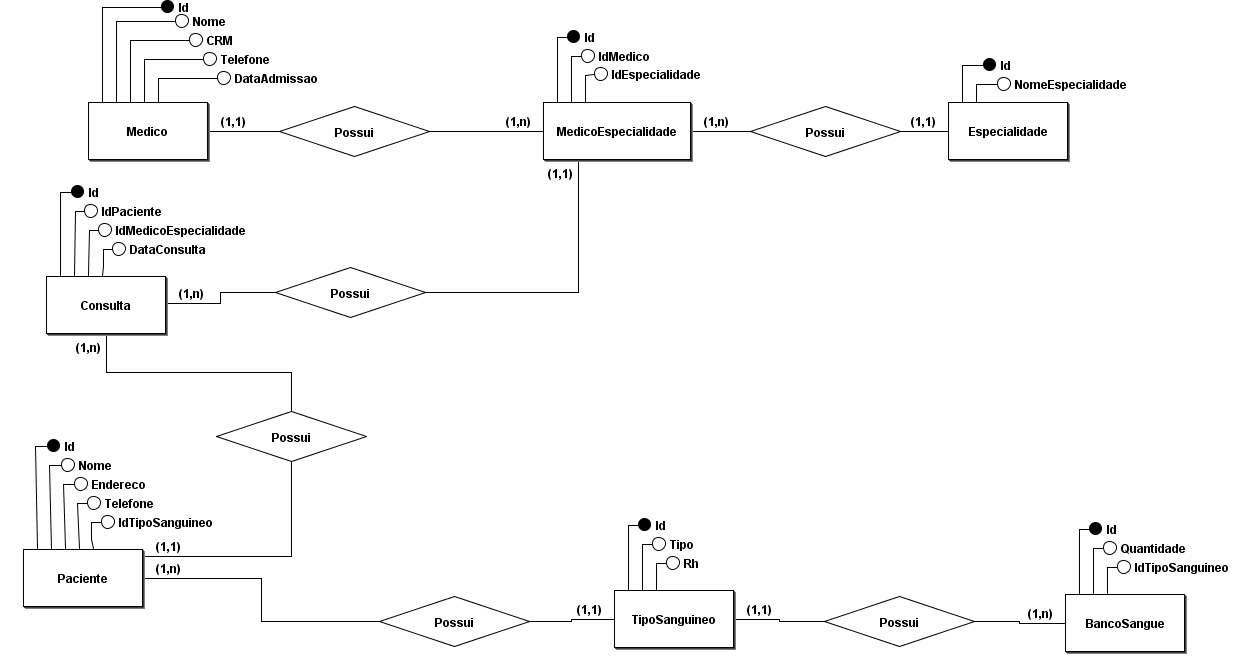 Id
Nome
CRM
Telefone
DataAdmissao
Medico
(1,1)
Possui
(1,n)
Id
IdMedico
IdEspecialidade
MedicoEspecialidade
(1,n)
Possui
(1,1)
Id
NomeEspecialidade
Especialidade
(1,1)
Id
IdPaciente
IdMedicoEspecialidade
DataConsulta
Consulta
(1,n)
Possui
(1,n)
Possui
Id
Nome
Endereco
Telefone
IdTipoSanguineo
Paciente
(1,1)
(1,n)
Possui
(1,1)
Id
Tipo
Rh
TipoSanguineo
(1,1)
Possui
(1,n)
Id
Quantidade
IdTipoSanguineo
BancoSangue